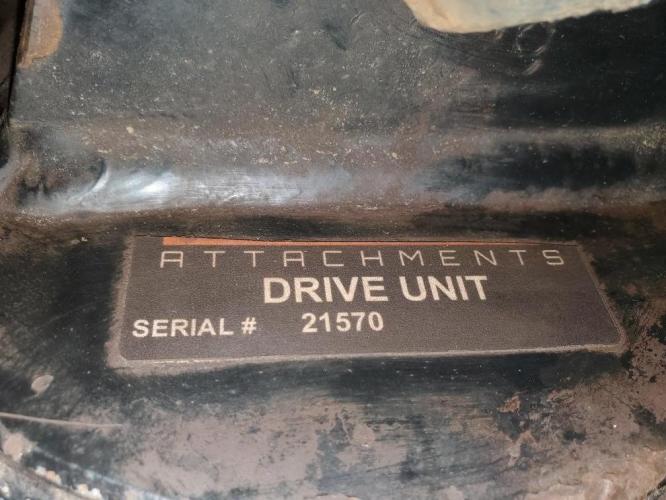 ATTACHMENTS
DRIVE UNIT
SERIAL # 21570